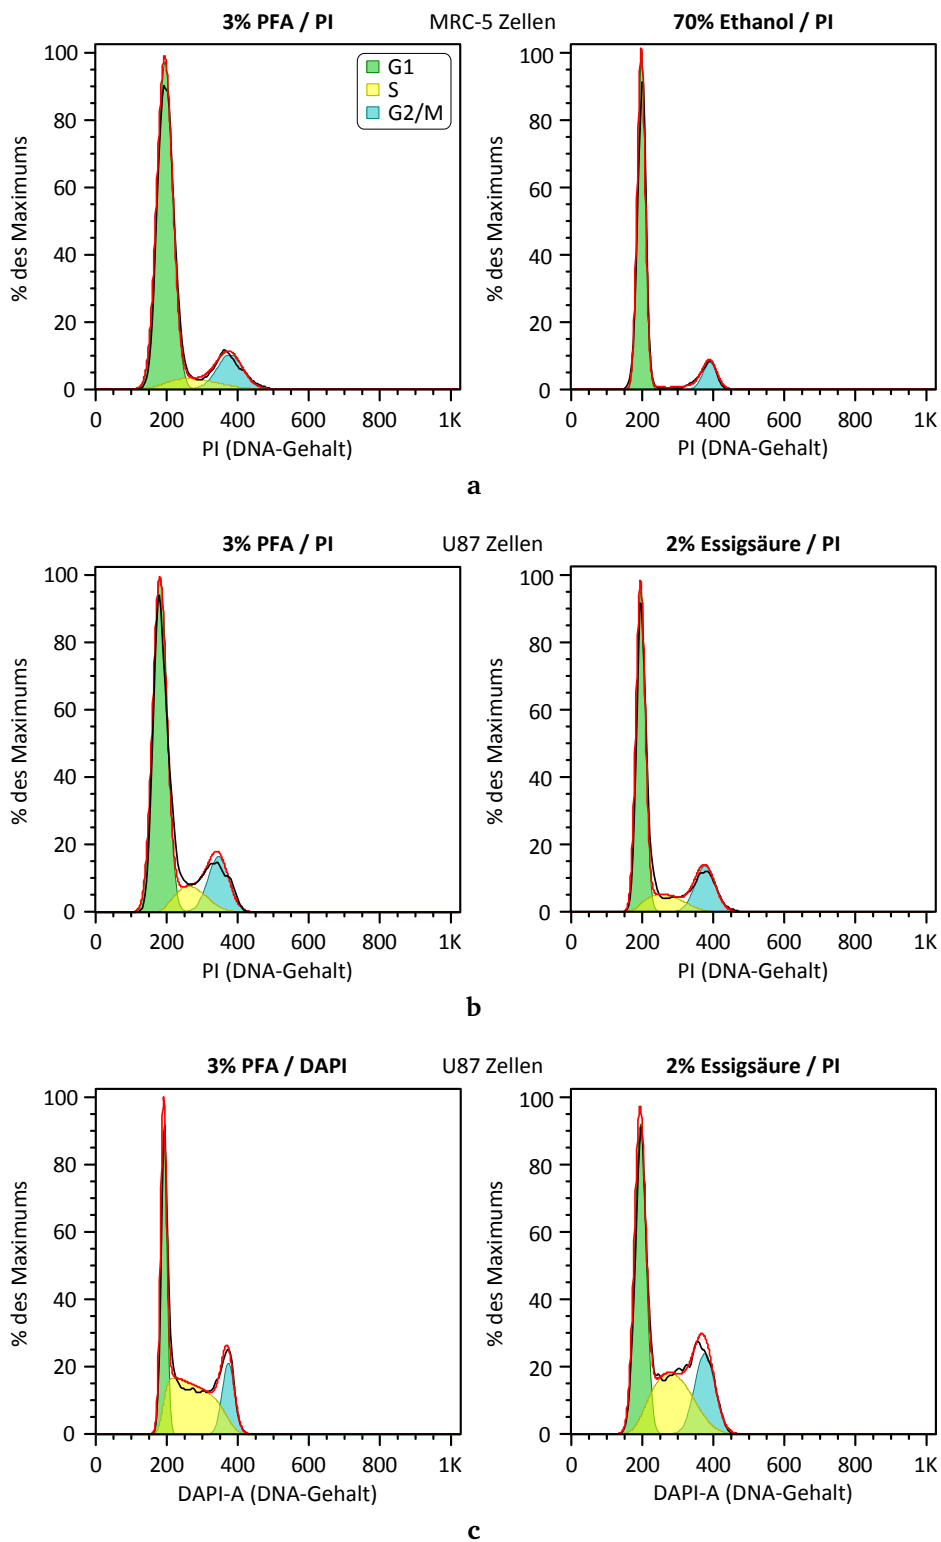 3% PFA / PI MRC-5 Zellen 70% Ethanol / PI
% des Maximums
100
80
60
40
20
0
0 200 400 600 800 1K
PI (DNA-Gehalt)
G1
S
G2/M
% des Maximums
100
80
60
40
20
0
0 200 400 600 800 1K
PI (DNA-Gehalt)
a
3% PFA / PI U87 Zellen 2% Essigsäure / PI
% des Maximums
100
80
60
40
20
0
0 200 400 600 800 1K
PI (DNA-Gehalt)
% des Maximums
100
80
60
40
20
0
0 200 400 600 800 1K
PI (DNA-Gehalt)
b
3% PFA / DAPI U87 Zellen 2% Essigsäure / PI
% des Maximums
100
80
60
40
20
0
0 200 400 600 800 1K
DAPI-A (DNA-Gehalt)
% des Maximums
100
80
60
40
20
0
0 200 400 600 800 1K
DAPI-A (DNA-Gehalt)
c